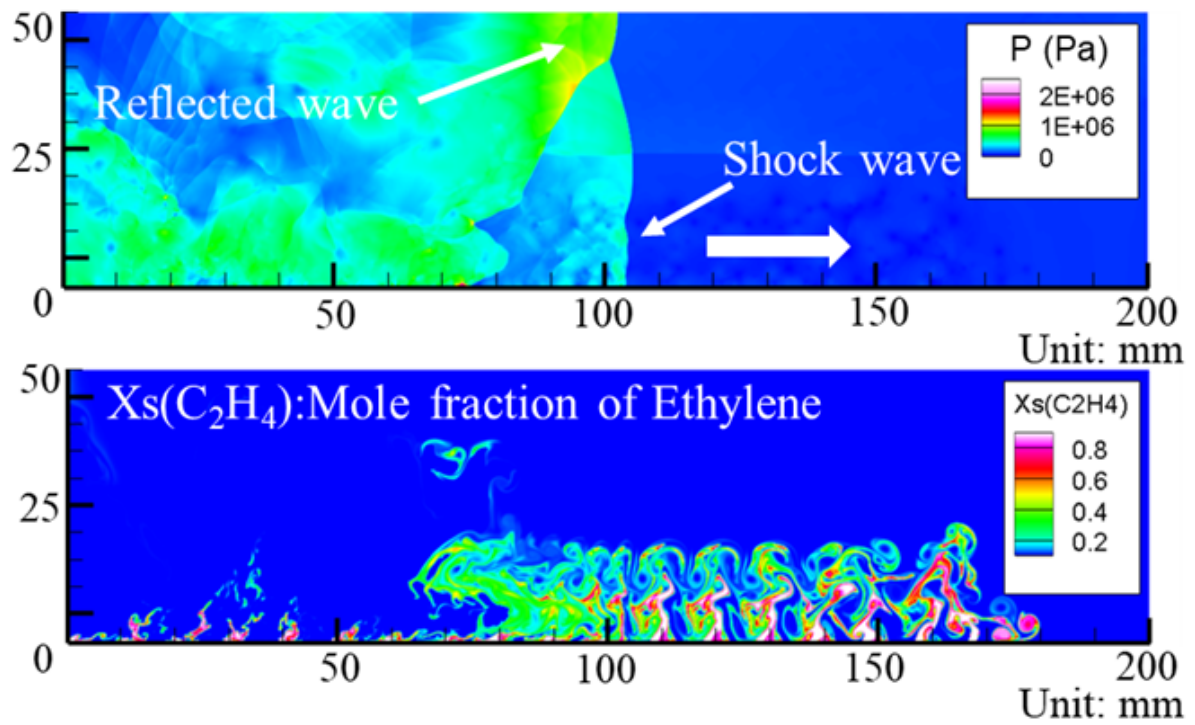 50
25
0
Reflected wave
Shock wave
P (Pa)
2E+06
1E+06
0
50 100 150 200
Unit: mm
50
25
0
Xs(C₂H₄):Mole fraction of Ethylene
Xs(C2H4)
0.8
0.6
0.4
0.2
50 100 150 200
Unit: mm